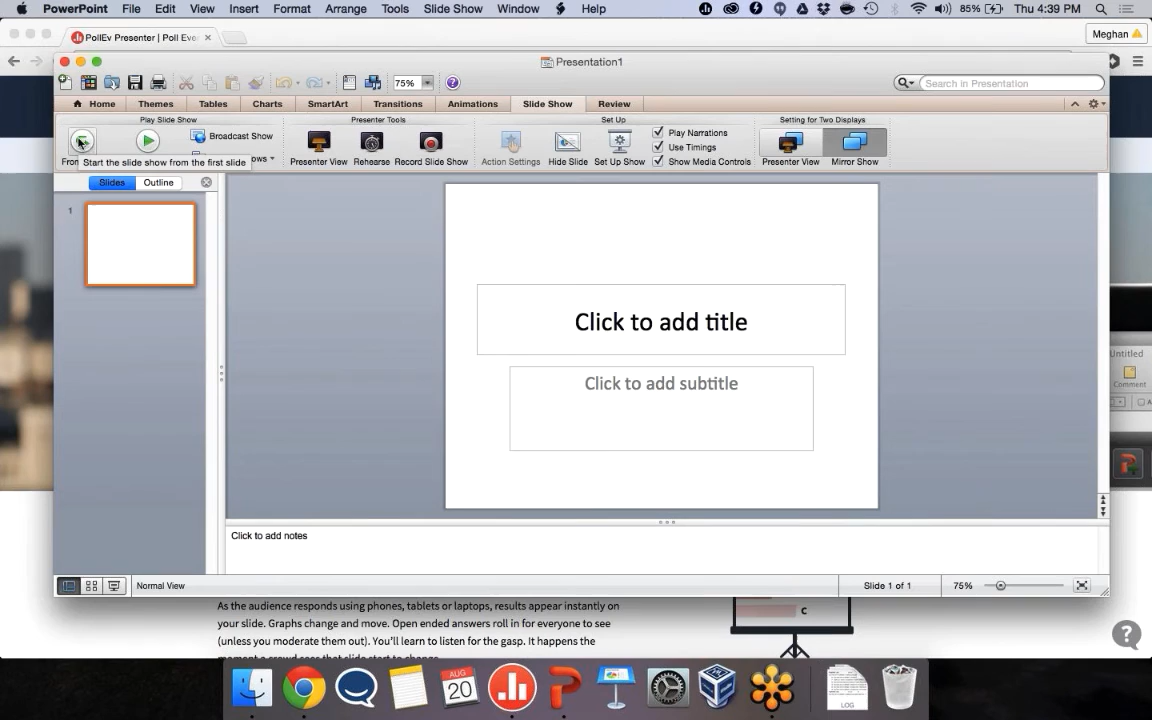 PowerPoint File Edit View Insert Format Arrange Tools Slide Show Window Help 85% Thu 4:39 PM
PollEv Presenter | Poll Eve
Meghan
Presentation1
75%
Search in Presentation
Home Themes Tables Charts SmartArt Transitions Animations Slide Show Review
Play Slide Show Presenter Tools Set Up Setting for Two Displays
Broadcast Show
Play Narrations
Use Timings
Show Media Controls
Presenter View Rehearse Record Slide Show Action Settings Hide Slide Set Up Show Presenter View Mirror Show
Start the slide show from the first slide
Slides Outline
1
Click to add title
Click to add subtitle
Untitled
Comment
Click to add notes
Normal View Slide 1 of 1 75%
As the audience responds using phones, tablets or laptops, results appear instantly on
your slide. Graphs change and move. Open ended answers roll in for everyone to see
(unless you moderate them out). You'll learn to listen for the gasp. It happens the
C
?
AUG
20
LOG